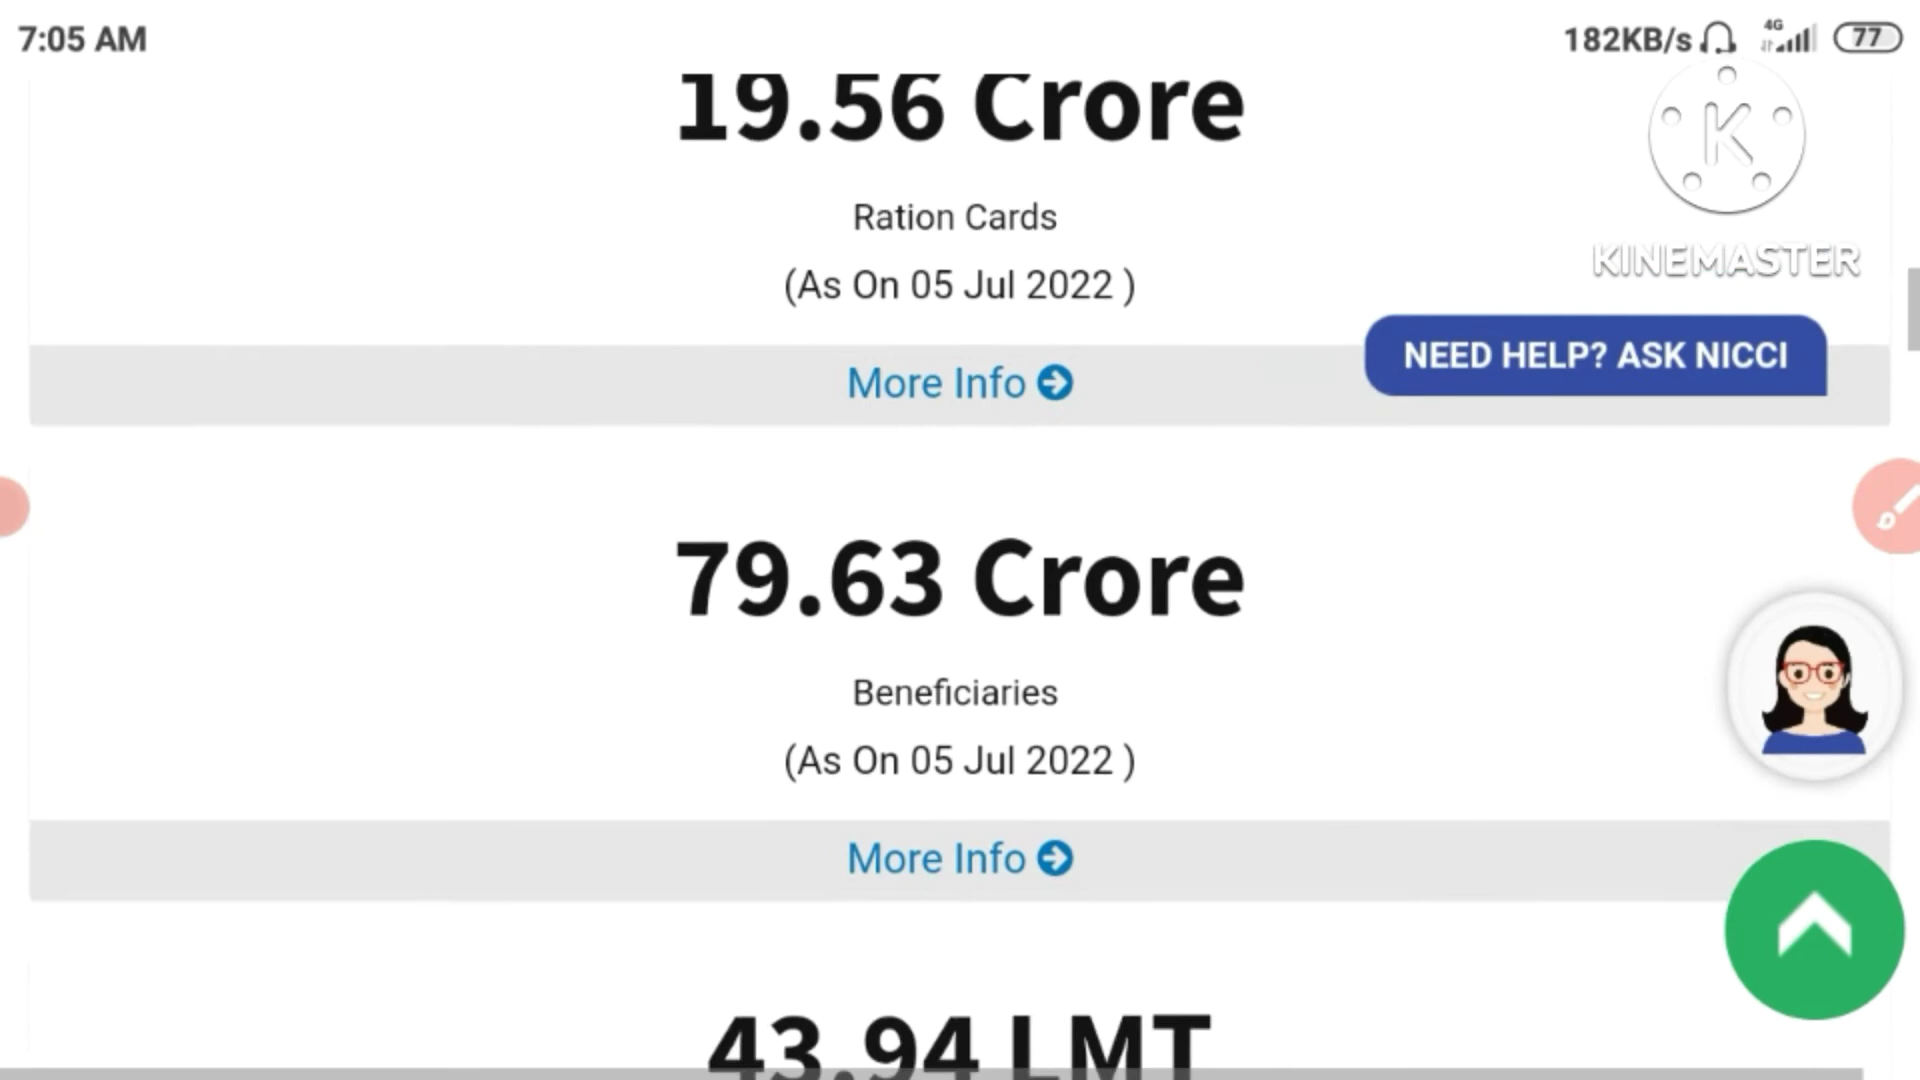 7:05 AM
182KB/s
4G
77
19.56 Crore
K
KINEMASTER
Ration Cards
(As On 05 Jul 2022 )
NEED HELP? ASK NICCI
More Info
79.63 Crore
Beneficiaries
(As On 05 Jul 2022 )
More Info
43.94 LMT